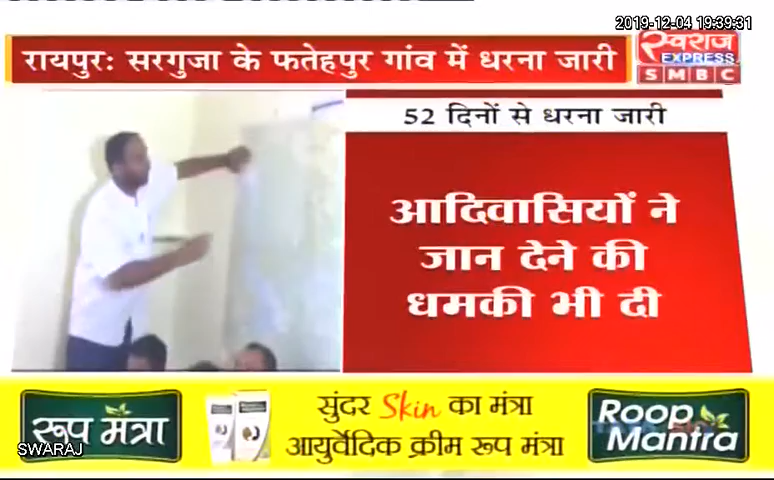 2019-12-04 19:39:31
रायपुर: सरगुजा के फतेहपुर गांव में धरना जारी
स्वराज
EXPRESS
SMBC
52 दिनों से धरना जारी
आदिवासियों ने
जान देने की
धमकी भी दी
रूप मंत्रा
SWARAJ
सुंदर Skin का मंत्रा
आयुर्वेदिक क्रीम रूप मंत्रा
Roop
Mantra